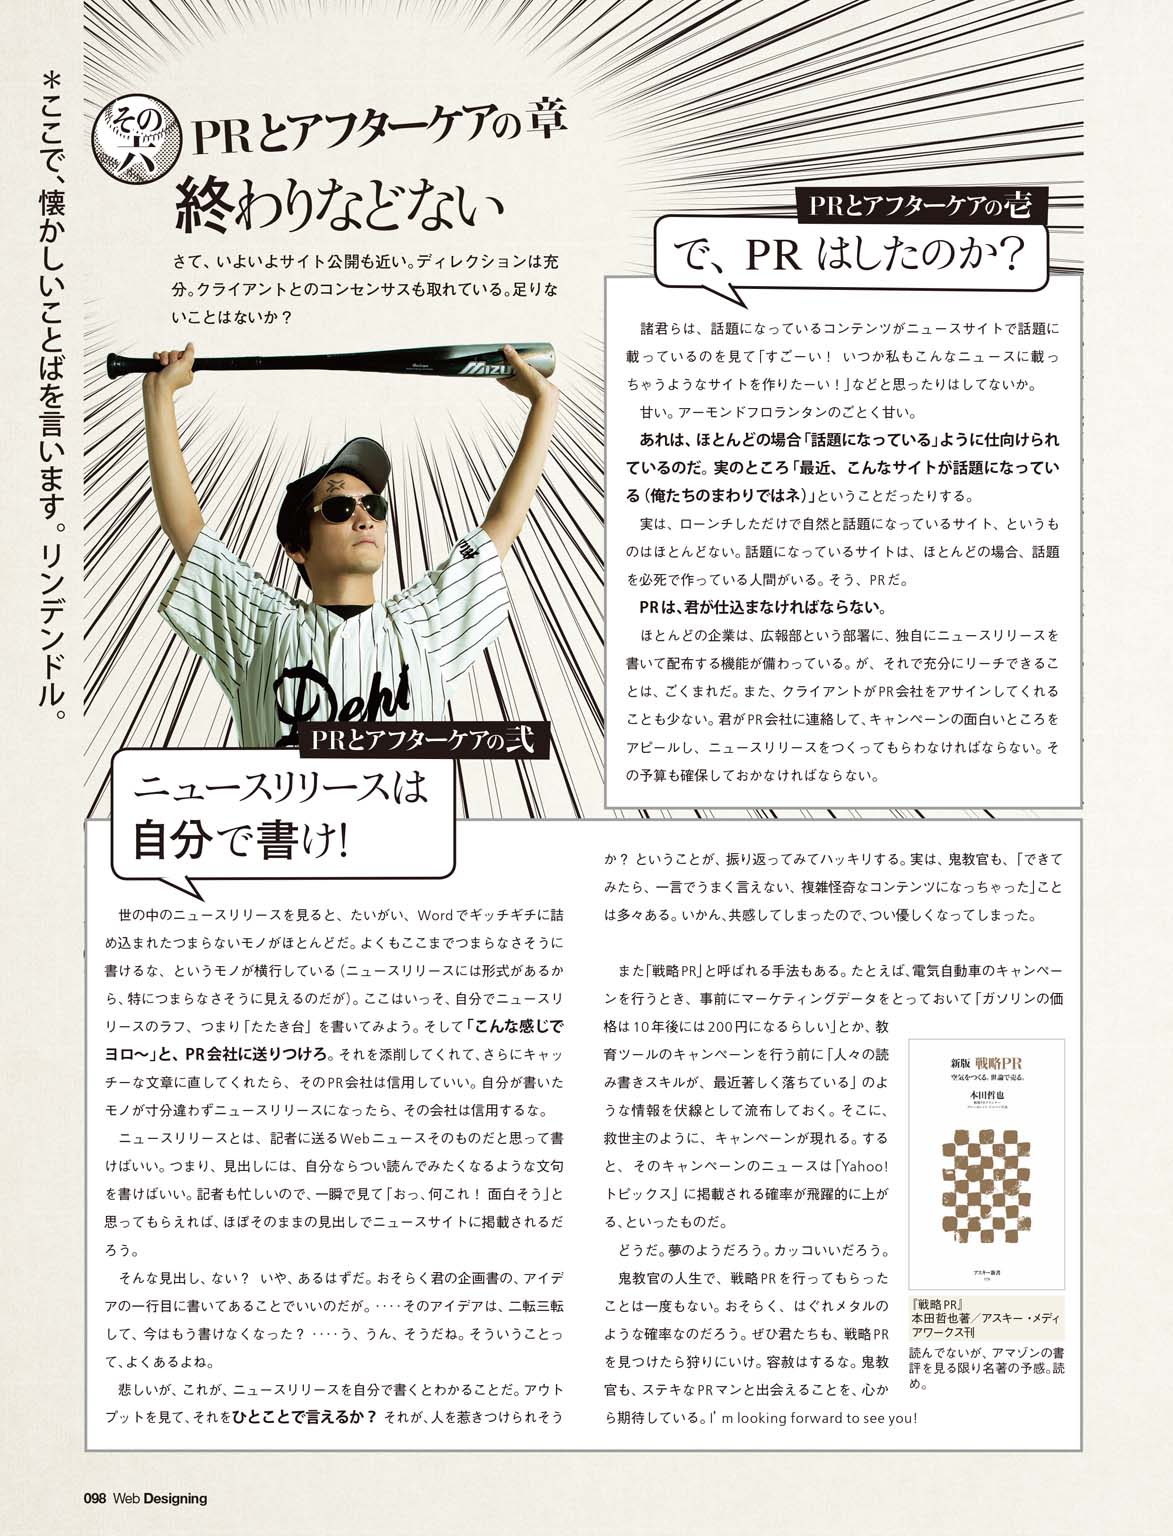 ＊ここで、懐かしいことばを言います。リンデンドル。
その
六
PRとアフターケアの章
終わりなどない
さて、いよいよサイト公開も近い。ディレクションは充
分。クライアントとのコンセンサスも取れている。足りな
いことはないか？
MIZU
Dehi
PRとアフターケアの壱
で、PRはしたのか？
諸君らは、話題になっているコンテンツがニュースサイトで話題に
載っているのを見て「すごーい！ いつか私もこんなニュースに載っ
ちゃうようなサイトを作りたーい！」などと思ったりはしてないか。
甘い。アーモンドフロランタンのごとく甘い。
あれは、ほとんどの場合「話題になっている」ように仕向けられ
ているのだ。実のところ「最近、こんなサイトが話題になってい
る（俺たちのまわりではネ）」ということだったりする。
実は、ローンチしただけで自然と話題になっているサイト、というも
のはほとんどない。話題になっているサイトは、ほとんどの場合、話題
を必死で作っている人間がいる。そう、PRだ。
PRは、君が仕込まなければならない。
ほとんどの企業は、広報部という部署に、独自にニュースリリースを
書いて配布する機能が備わっている。が、それで充分にリーチできるこ
とは、ごくまれだ。また、クライアントがPR会社をアサインしてくれる
ことも少ない。君がPR会社に連絡して、キャンペーンの面白いところを
アピールし、ニュースリリースをつくってもらわなければならない。そ
の予算も確保しておかなければならない。
PRとアフターケアの弐
ニュースリリースは
自分で書け！
世の中のニュースリリースを見ると、たいがい、Wordでギッチギチに詰
め込まれたつまらないモノがほとんどだ。よくもここまでつまらなさそうに
書けるな、というモノが横行している（ニュースリリースには形式があるか
ら、特につまらなさそうに見えるのだが）。ここはいっそ、自分でニュースリ
リースのラフ、つまり「たたき台」を書いてみよう。そして「こんな感じで
ヨロ〜」と、PR会社に送りつけろ。それを添削してくれて、さらにキャッ
チーな文章に直してくれたら、そのPR会社は信用していい。自分が書いた
モノが寸分違わずニュースリリースになったら、その会社は信用するな。
ニュースリリースとは、記者に送るWebニュースそのものだと思って書
けばいい。つまり、見出しには、自分ならつい読んでみたくなるような文句
を書けばいい。記者も忙しいので、一瞬で見て「おっ、何これ！ 面白そう」と
思ってもらえれば、ほぼそのままの見出しでニュースサイトに掲載されるだ
ろう。
そんな見出し、ない？ いや、あるはずだ。おそらく君の企画書の、アイデ
アの一行目に書いてあることでいいのだが。‥‥そのアイデアは、二転三転
して、今はもう書けなくなった？ ‥‥う、うん、そうだね。そういうことっ
て、よくあるよね。
悲しいが、これが、ニュースリリースを自分で書くとわかることだ。アウト
プットを見て、それをひとことで言えるか？ それが、人を惹きつけられそう
か？ ということが、振り返ってみてハッキリする。実は、鬼教官も、「できて
みたら、一言でうまく言えない、複雑怪奇なコンテンツになっちゃった」こと
は多々ある。いかん、共感してしまったので、つい優しくなってしまった。
また「戦略PR」と呼ばれる手法もある。たとえば、電気自動車のキャンペー
ンを行うとき、事前にマーケティングデータをとっておいて「ガソリンの価
格は10年後には200円になるらしい」とか、教
育ツールのキャンペーンを行う前に「人々の読
み書きスキルが、最近著しく落ちている」のよ
うな情報を伏線として流布しておく。そこに、
救世主のように、キャンペーンが現れる。する
と、そのキャンペーンのニュースは「Yahoo!
トピックス」に掲載される確率が飛躍的に上が
る、といったものだ。
どうだ。夢のようだろう。カッコいいだろう。
鬼教官の人生で、戦略PRを行ってもらった
ことは一度もない。おそらく、はぐれメタルの
ような確率なのだろう。ぜひ君たちも、戦略PR
を見つけたら狩りにいけ。容赦はするな。鬼教
官も、ステキなPRマンと出会えることを、心か
ら期待している。I'm looking forward to see you!
新版 戦略PR
空気をつくる。世論で売る。
本田哲也
アスキー新書
『戦略PR』
本田哲也著／アスキー・メディ
アワークス刊
読んでないが、アマゾンの書
評を見る限り名著の予感。読
め。
098 Web Designing